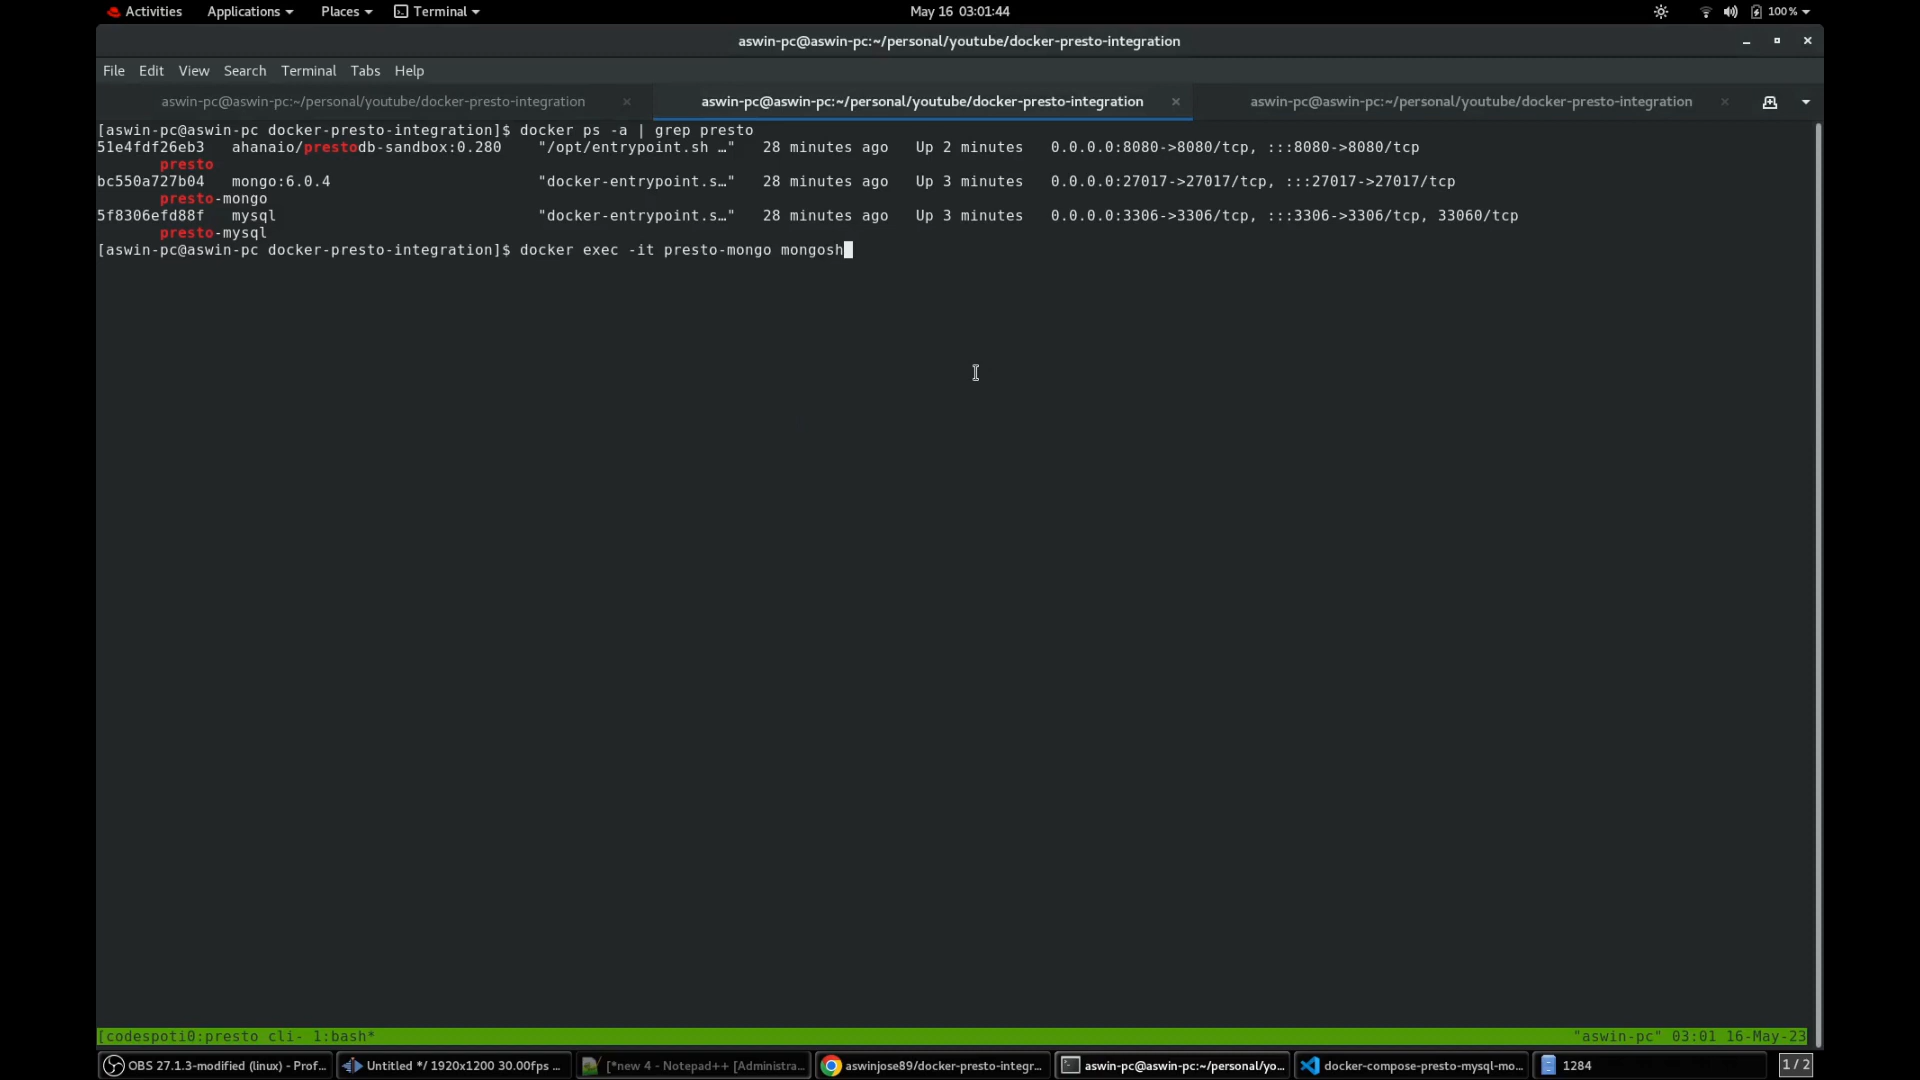 Activities Applications Places Terminal May 16 03:01:44 100%
aswin-pc@aswin-pc:~/personal/youtube/docker-presto-integration
File Edit View Search Terminal Tabs Help
aswin-pc@aswin-pc:~/personal/youtube/docker-presto-integration × aswin-pc@aswin-pc:~/personal/youtube/docker-presto-integration × aswin-pc@aswin-pc:~/personal/youtube/docker-presto-integration ×
[aswin-pc@aswin-pc docker-presto-integration]$ docker ps -a | grep presto
51e4fdf26eb3 ahanaio/prestodb-sandbox:0.280 "/opt/entrypoint.sh …" 28 minutes ago Up 2 minutes 0.0.0.0:8080->8080/tcp, :::8080->8080/tcp
presto
bc550a727b04 mongo:6.0.4 "docker-entrypoint.s…" 28 minutes ago Up 3 minutes 0.0.0.0:27017->27017/tcp, :::27017->27017/tcp
presto-mongo
5f8306efd88f mysql "docker-entrypoint.s…" 28 minutes ago Up 3 minutes 0.0.0.0:3306->3306/tcp, :::3306->3306/tcp, 33060/tcp
presto-mysql
[aswin-pc@aswin-pc docker-presto-integration]$ docker exec -it presto-mongo mongosh
[codespoti0:presto cli- 1:bash* "aswin-pc" 03:01 16-May-23
OBS 27.1.3-modified (linux) - Prof... Untitled */ 1920x1200 30.00fps ... [*new 4 - Notepad++ [Administra... aswinjose89/docker-presto-integr... aswin-pc@aswin-pc:~/personal/yo... docker-compose-presto-mysql-mo... 1284 1 / 2